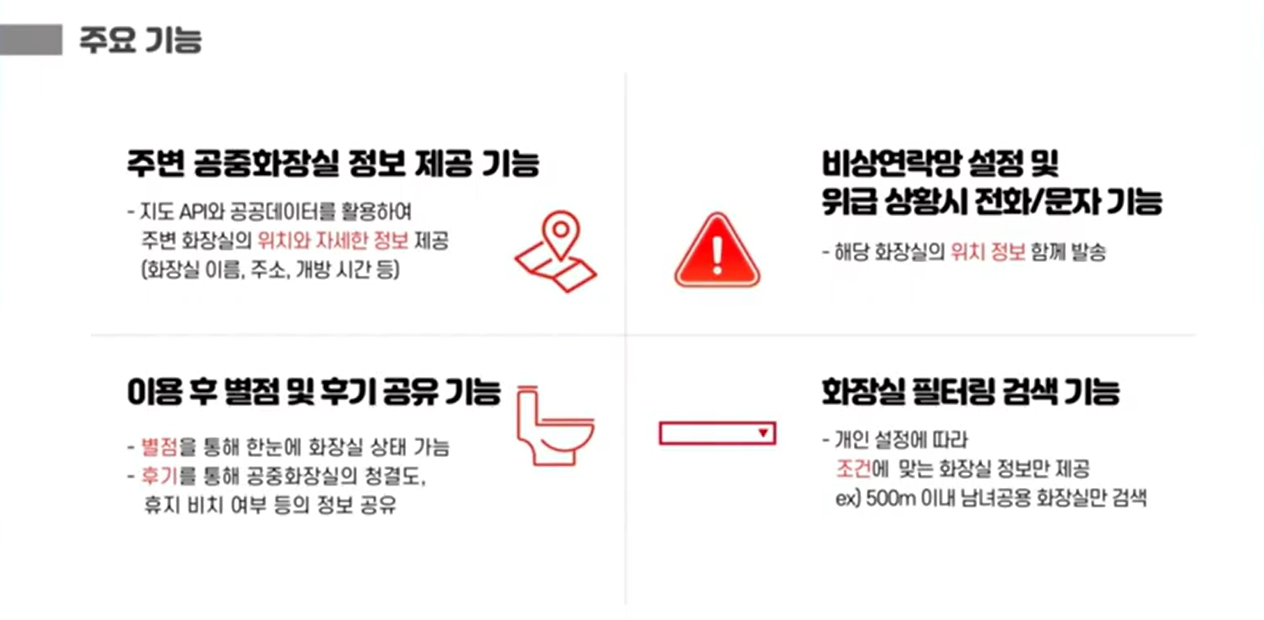 주요 기능
주변 공중화장실 정보 제공 기능
- 지도 API와 공공데이터를 활용하여
주변 화장실의 위치와 자세한 정보 제공
(화장실 이름, 주소, 개방 시간 등)
비상연락망 설정 및
위급 상황시 전화/문자 기능
- 해당 화장실의 위치 정보 함께 발송
이용 후 별점 및 후기 공유 기능
- 별점을 통해 한눈에 화장실 상태 가능
- 후기를 통해 공중화장실의 청결도,
휴지 비치 여부 등의 정보 공유
화장실 필터링 검색 기능
- 개인 설정에 따라
조건에 맞는 화장실 정보만 제공
ex) 500m 이내 남녀공용 화장실만 검색